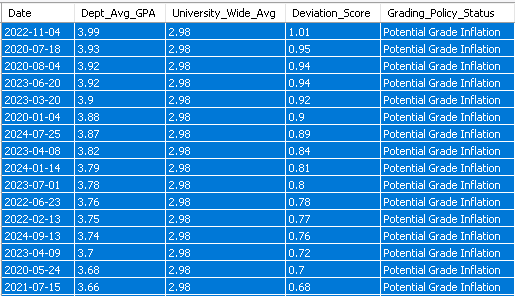 Date Dept_Avg_GPA University_Wide_Avg Deviation_Score Grading_Policy_Status
2022-11-04 3.99 2.98 1.01 Potential Grade Inflation
2020-07-18 3.93 2.98 0.95 Potential Grade Inflation
2020-08-04 3.92 2.98 0.94 Potential Grade Inflation
2023-06-20 3.92 2.98 0.94 Potential Grade Inflation
2023-03-20 3.9 2.98 0.92 Potential Grade Inflation
2020-01-04 3.88 2.98 0.9 Potential Grade Inflation
2024-07-25 3.87 2.98 0.89 Potential Grade Inflation
2023-04-08 3.82 2.98 0.84 Potential Grade Inflation
2024-01-14 3.79 2.98 0.81 Potential Grade Inflation
2023-07-01 3.78 2.98 0.8 Potential Grade Inflation
2022-06-23 3.76 2.98 0.78 Potential Grade Inflation
2022-02-13 3.75 2.98 0.77 Potential Grade Inflation
2024-09-13 3.74 2.98 0.76 Potential Grade Inflation
2023-04-09 3.7 2.98 0.72 Potential Grade Inflation
2020-05-24 3.68 2.98 0.7 Potential Grade Inflation
2021-07-15 3.66 2.98 0.68 Potential Grade Inflation